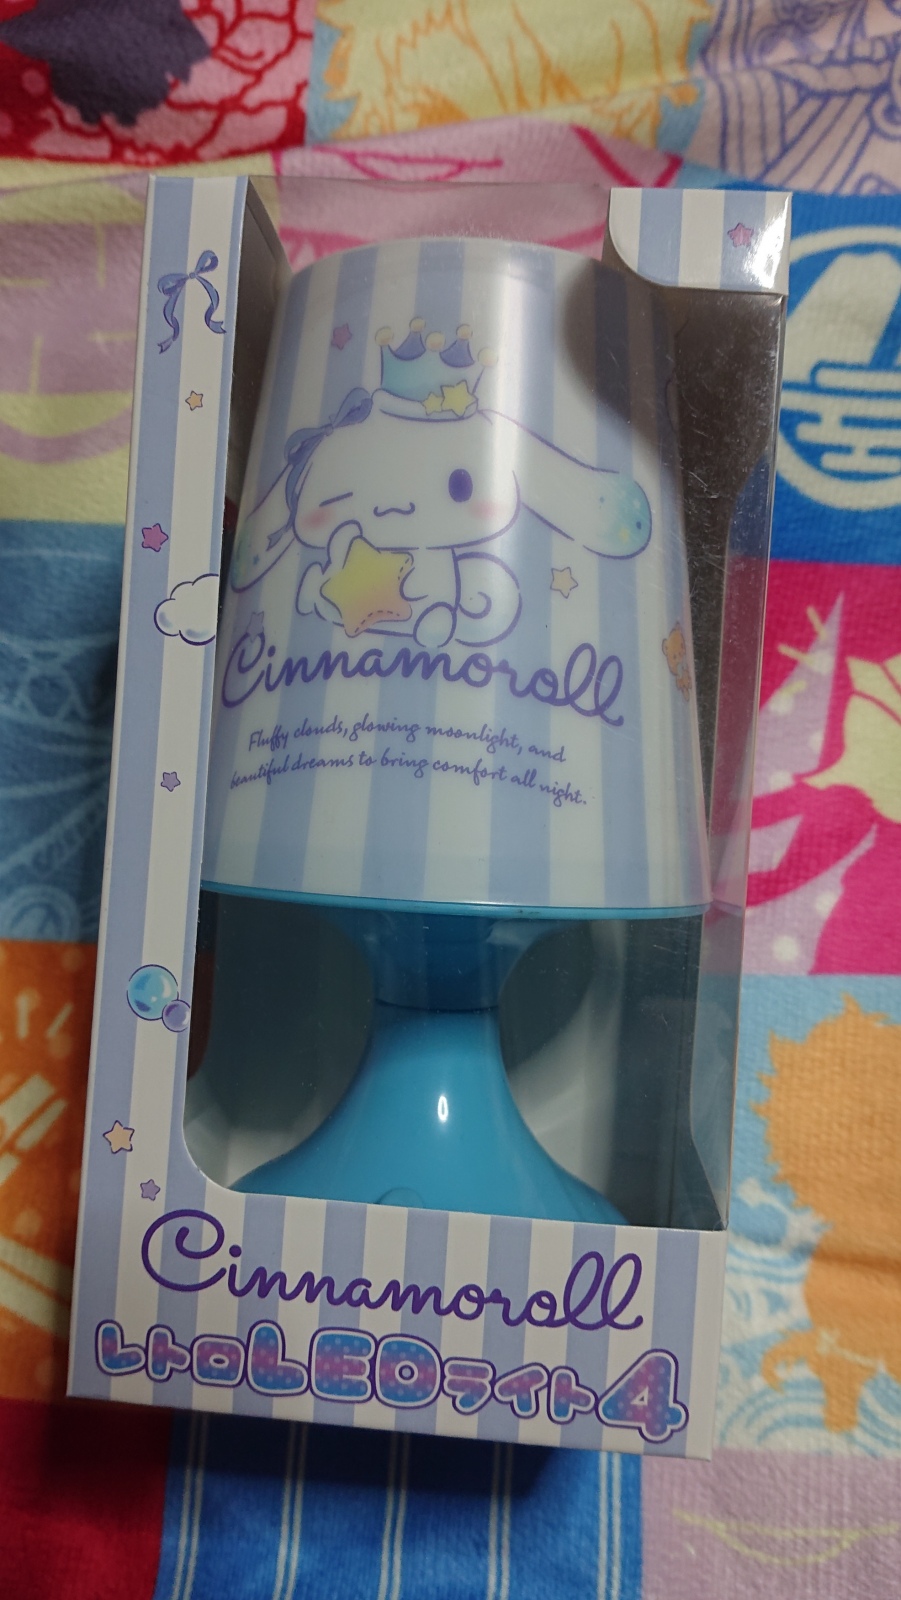 Cinnamoroll
Fluffy clouds, glowing moonlight, and
beautiful dreams to bring comfort all night.
Cinnamoroll
レトロLEDライト4